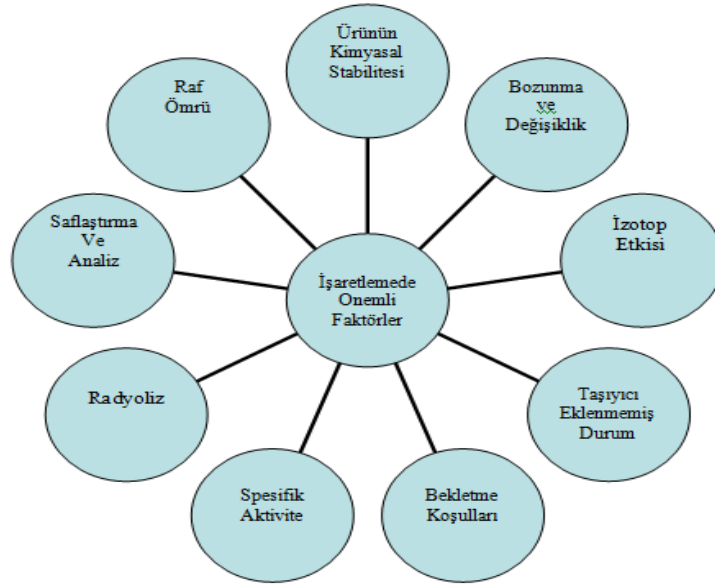 Ürünün
Kimyasal
Stabilitesi
Bozunma
ve
Değişiklik
İzotop
Etkisi
Taşıyıcı
Eklenmemiş
Durum
Bekletme
Koşulları
Spesifik
Aktivite
Radyoliz
Saflaştırma
Ve
Analiz
Raf
Ömrü
İşaretlemede
Onemli
Faktörler